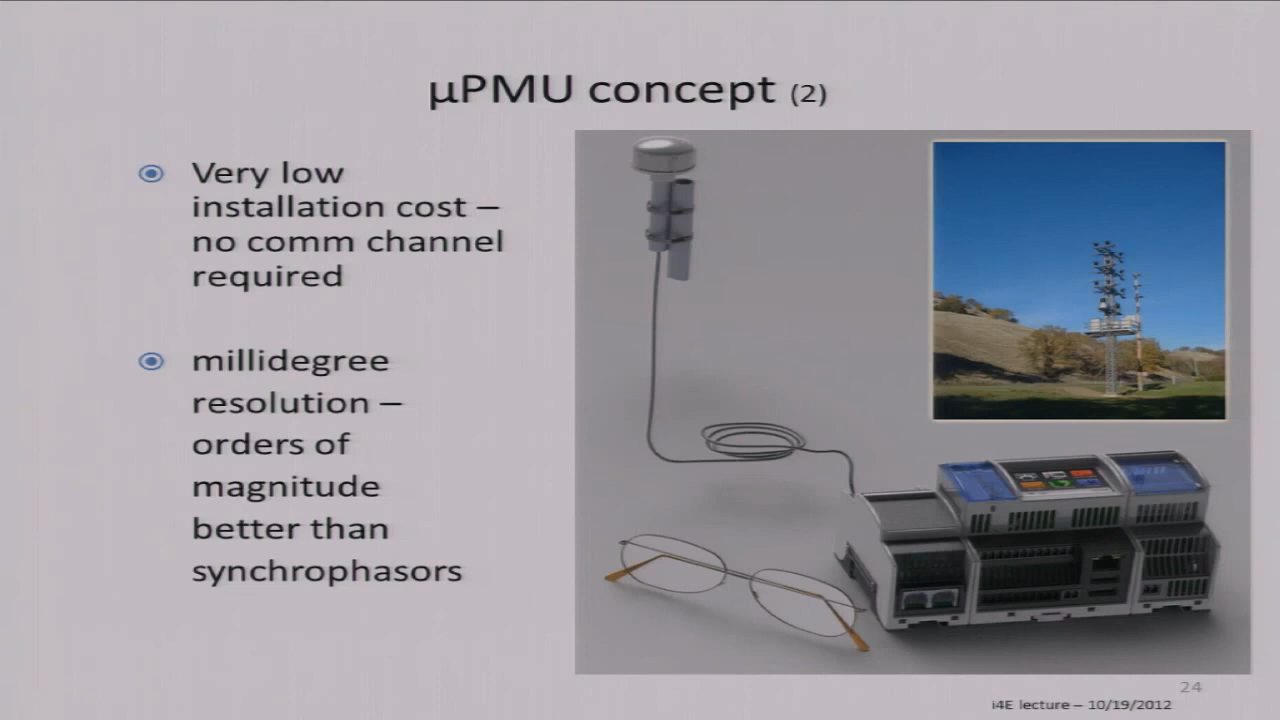 µPMU concept (2)
Very low
installation cost –
no comm channel
required
millidegree
resolution –
orders of
magnitude
better than
synchrophasors
24
i4E lecture – 10/19/2012